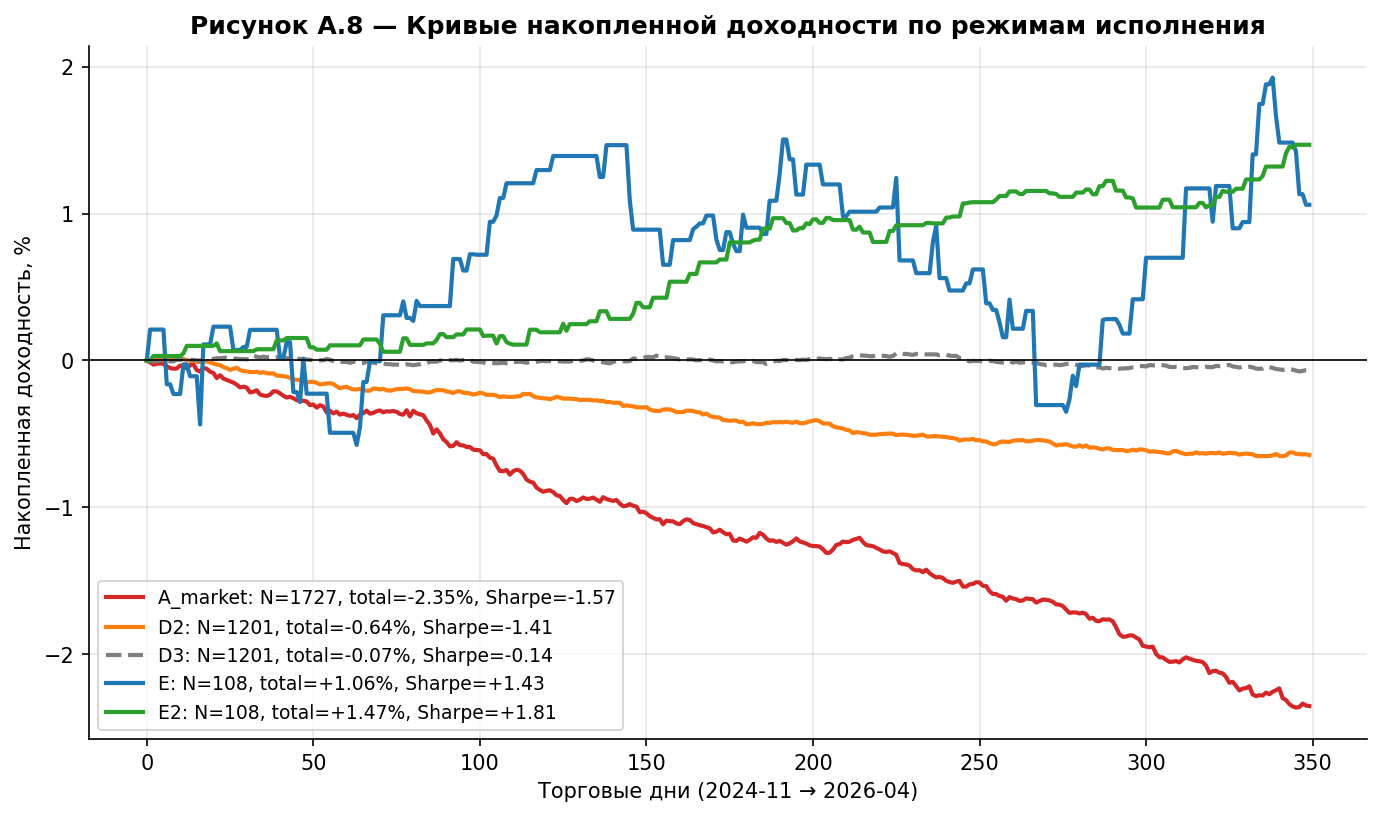 Рисунок А.8 — Кривые накопленной доходности по режимам исполнения
Накопленная доходность, %
2
1
0
−1
−2
A_market: N=1727, total=-2.35%, Sharpe=-1.57
D2: N=1201, total=-0.64%, Sharpe=-1.41
D3: N=1201, total=-0.07%, Sharpe=-0.14
E: N=108, total=+1.06%, Sharpe=+1.43
E2: N=108, total=+1.47%, Sharpe=+1.81
0 50 100 150 200 250 300 350
Торговые дни (2024-11 → 2026-04)